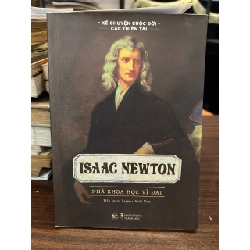 KỂ CHUYỆN CUỘC ĐỜI
CÁC THIÊN TÀI
ISAAC NEWTON
NHÀ KHOA HỌC VĨ ĐẠI